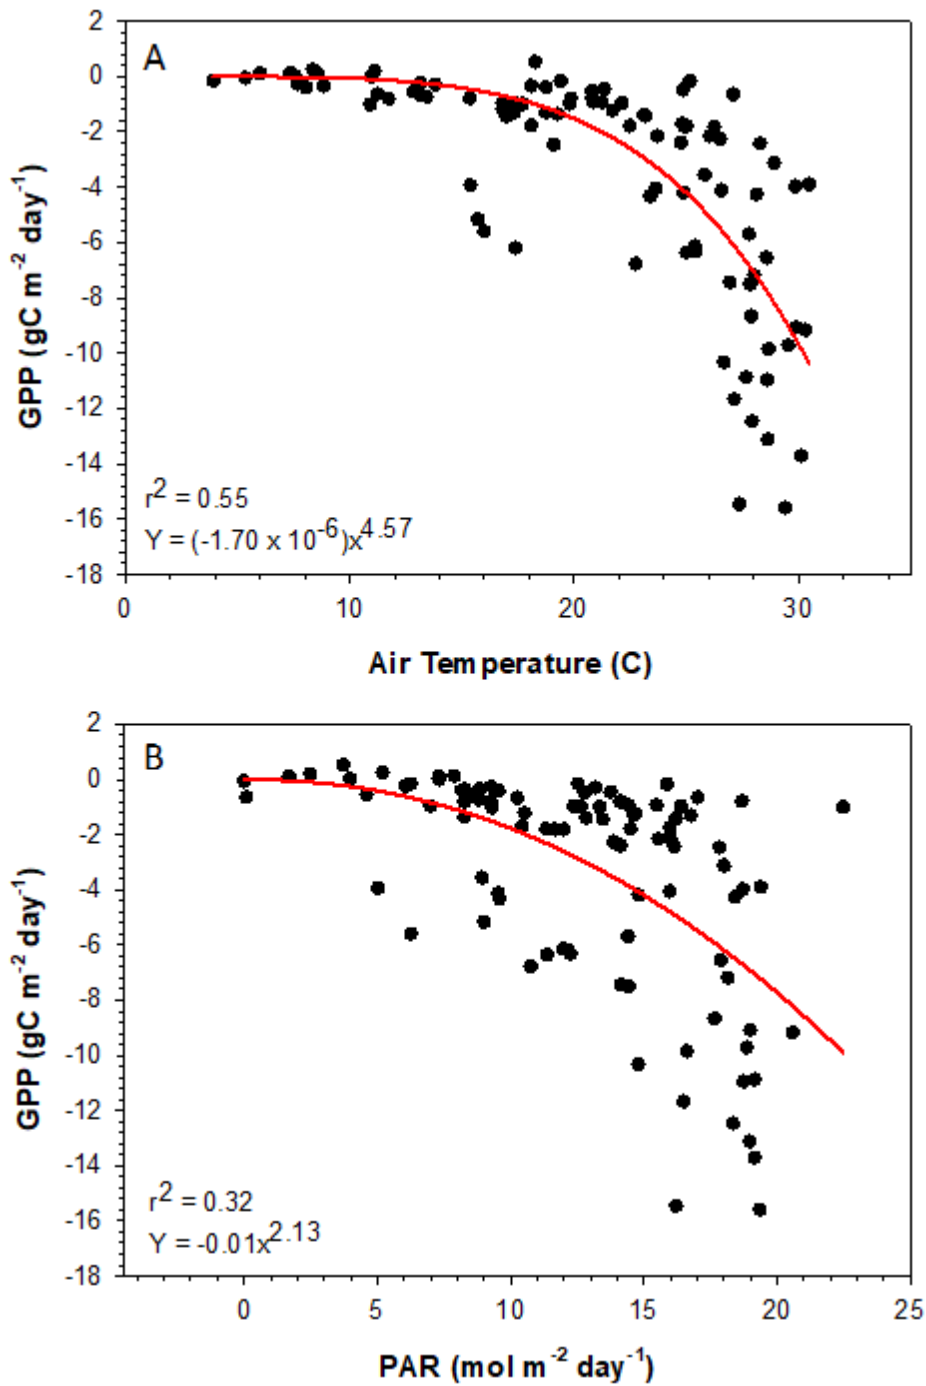 A
2
0
-2
-4
-6
-8
-10
-12
-14
-16
-18
GPP (gC m-2 day-1)
r2 = 0.55
Y = (-1.70 x 10-6)x4.57
0 10 20 30
Air Temperature (C)
B
2
0
-2
-4
-6
-8
-10
-12
-14
-16
-18
GPP (gC m-2 day-1)
r2 = 0.32
Y = -0.01x2.13
0 5 10 15 20 25
PAR (mol m-2 day-1)